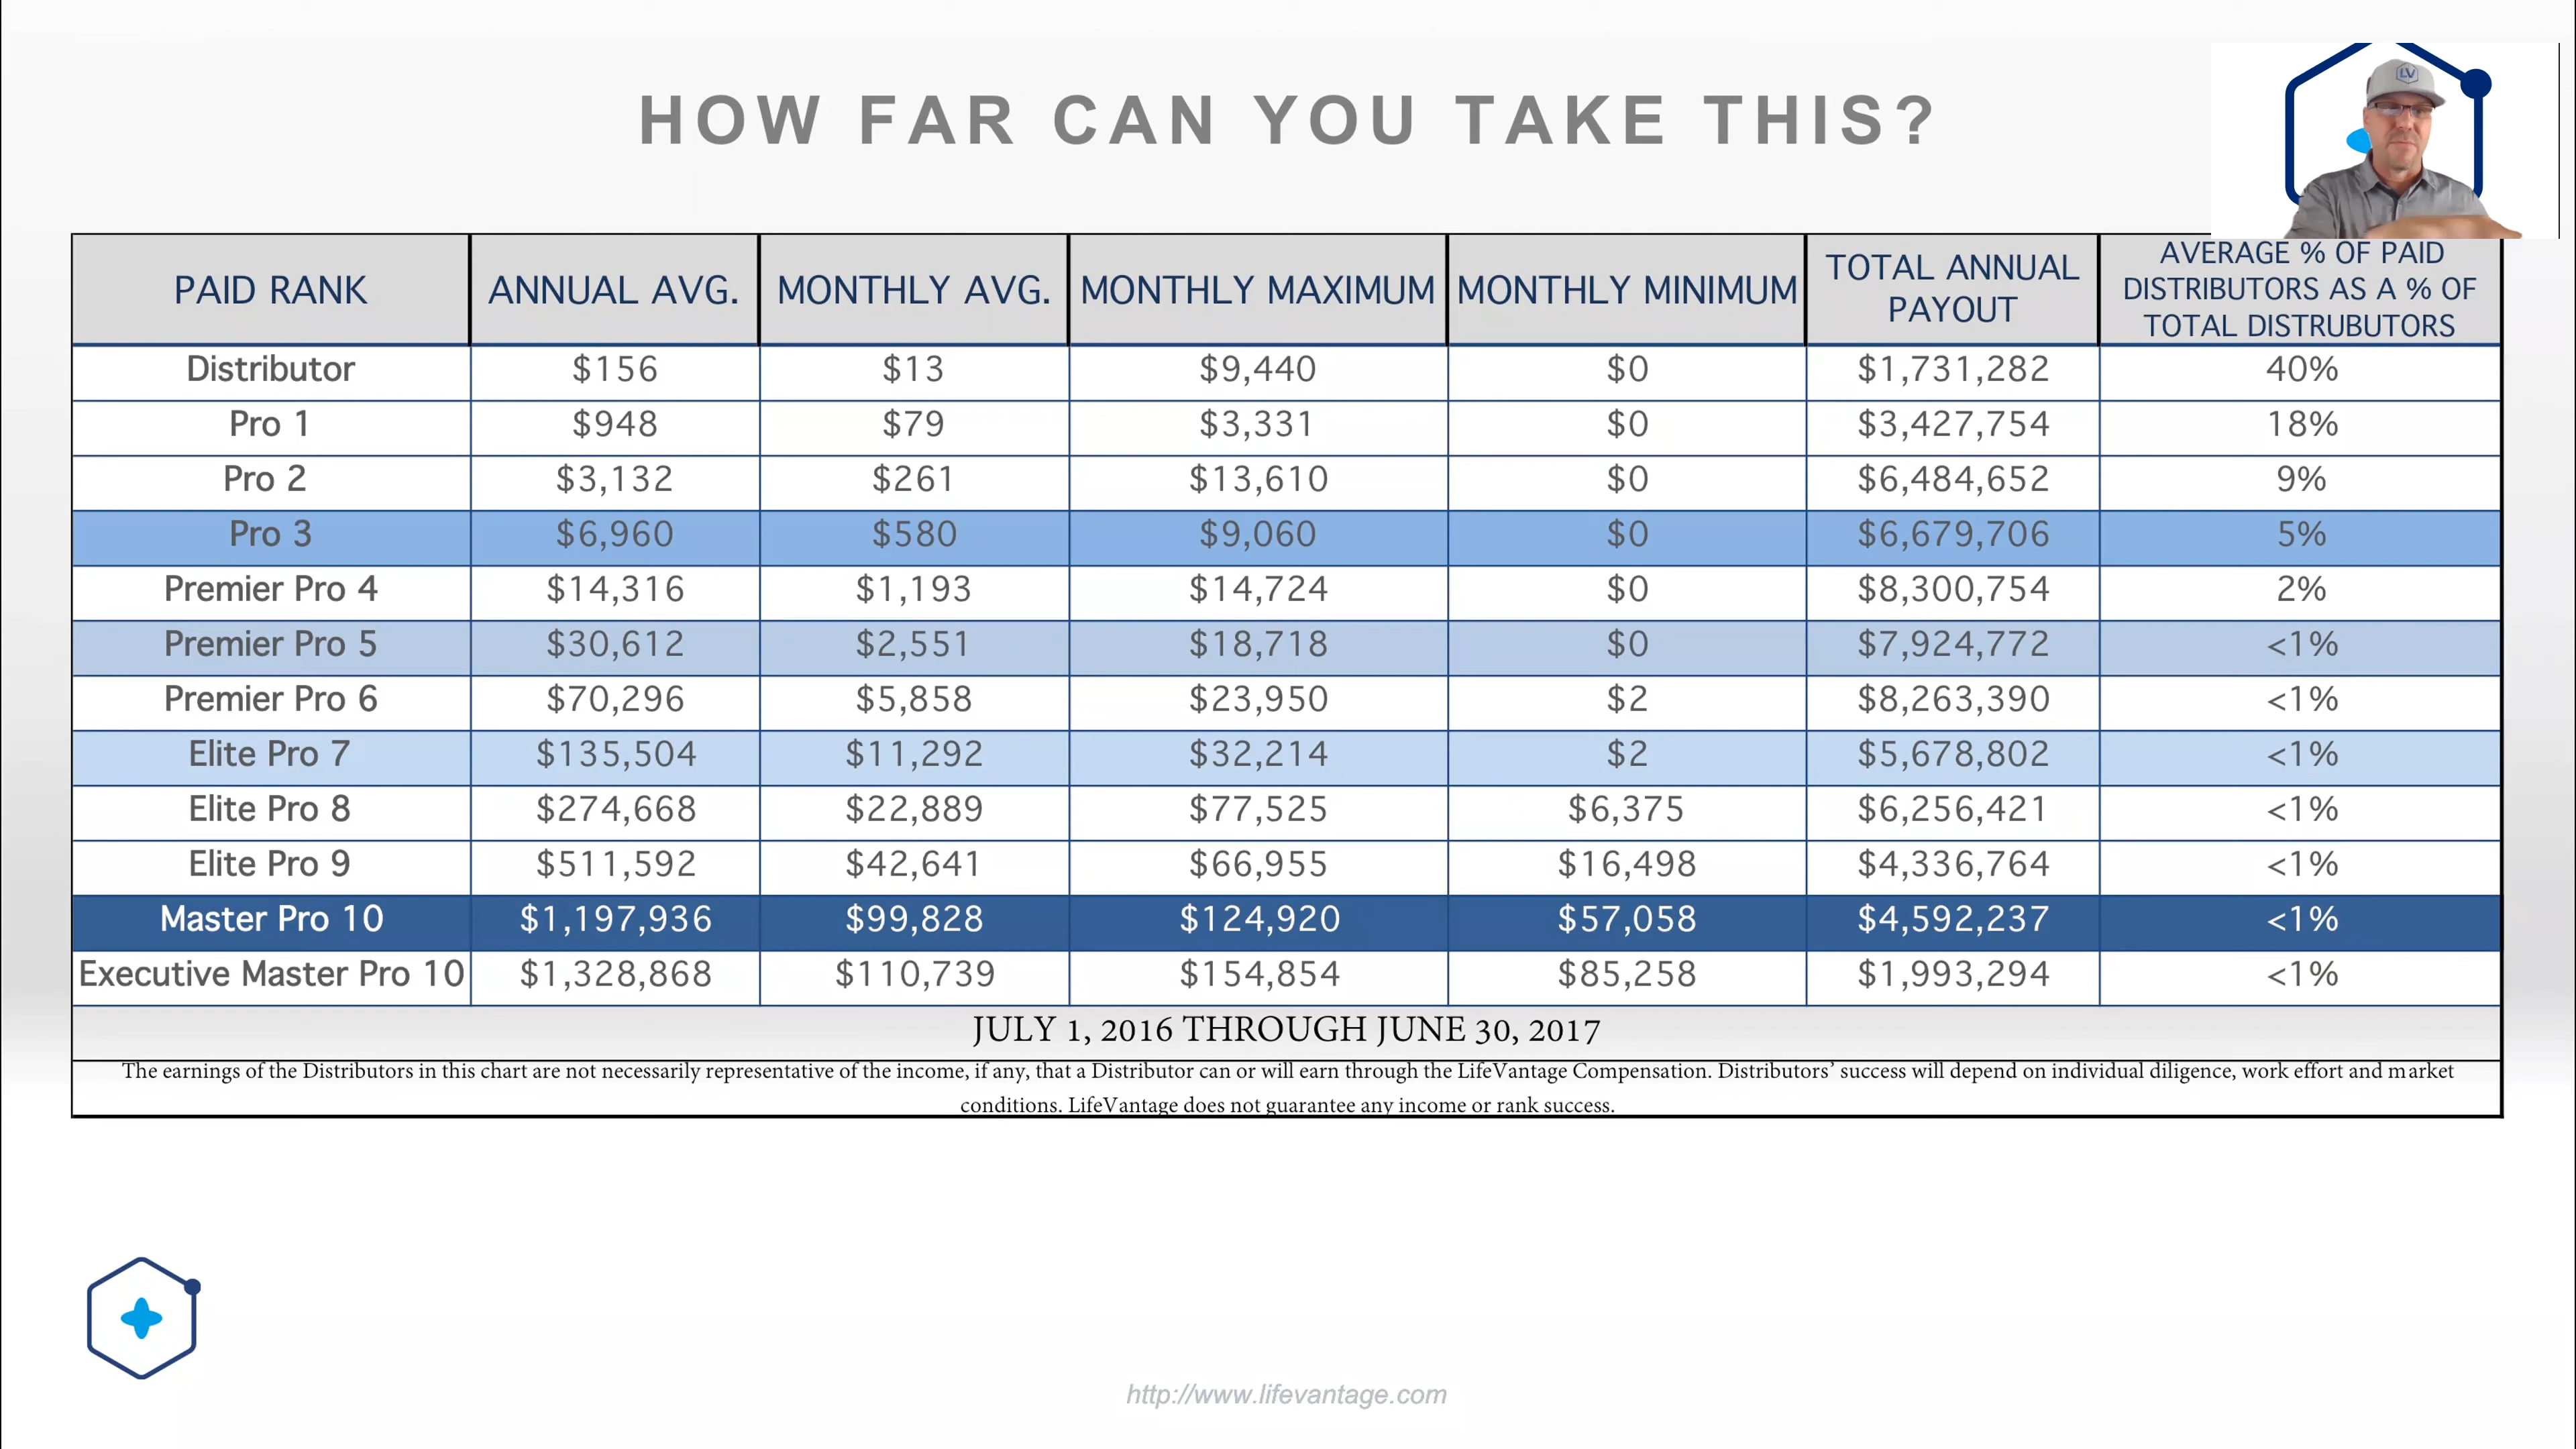 HOW FAR CAN YOU TAKE THIS?
LV
PAID RANK ANNUAL AVG. MONTHLY AVG. MONTHLY MAXIMUM MONTHLY MINIMUM TOTAL ANNUAL PAYOUT AVERAGE % OF PAID DISTRIBUTORS AS A % OF TOTAL DISTRUBUTORS
Distributor $156 $13 $9,440 $0 $1,731,282 40%
Pro 1 $948 $79 $3,331 $0 $3,427,754 18%
Pro 2 $3,132 $261 $13,610 $0 $6,484,652 9%
Pro 3 $6,960 $580 $9,060 $0 $6,679,706 5%
Premier Pro 4 $14,316 $1,193 $14,724 $0 $8,300,754 2%
Premier Pro 5 $30,612 $2,551 $18,718 $0 $7,924,772 <1%
Premier Pro 6 $70,296 $5,858 $23,950 $2 $8,263,390 <1%
Elite Pro 7 $135,504 $11,292 $32,214 $2 $5,678,802 <1%
Elite Pro 8 $274,668 $22,889 $77,525 $6,375 $6,256,421 <1%
Elite Pro 9 $511,592 $42,641 $66,955 $16,498 $4,336,764 <1%
Master Pro 10 $1,197,936 $99,828 $124,920 $57,058 $4,592,237 <1%
Executive Master Pro 10 $1,328,868 $110,739 $154,854 $85,258 $1,993,294 <1%
JULY 1, 2016 THROUGH JUNE 30, 2017
The earnings of the Distributors in this chart are not necessarily representative of the income, if any, that a Distributor can or will earn through the LifeVantage Compensation. Distributors' success will depend on individual diligence, work effort and market
conditions. LifeVantage does not guarantee any income or rank success.
http://www.lifevantage.com